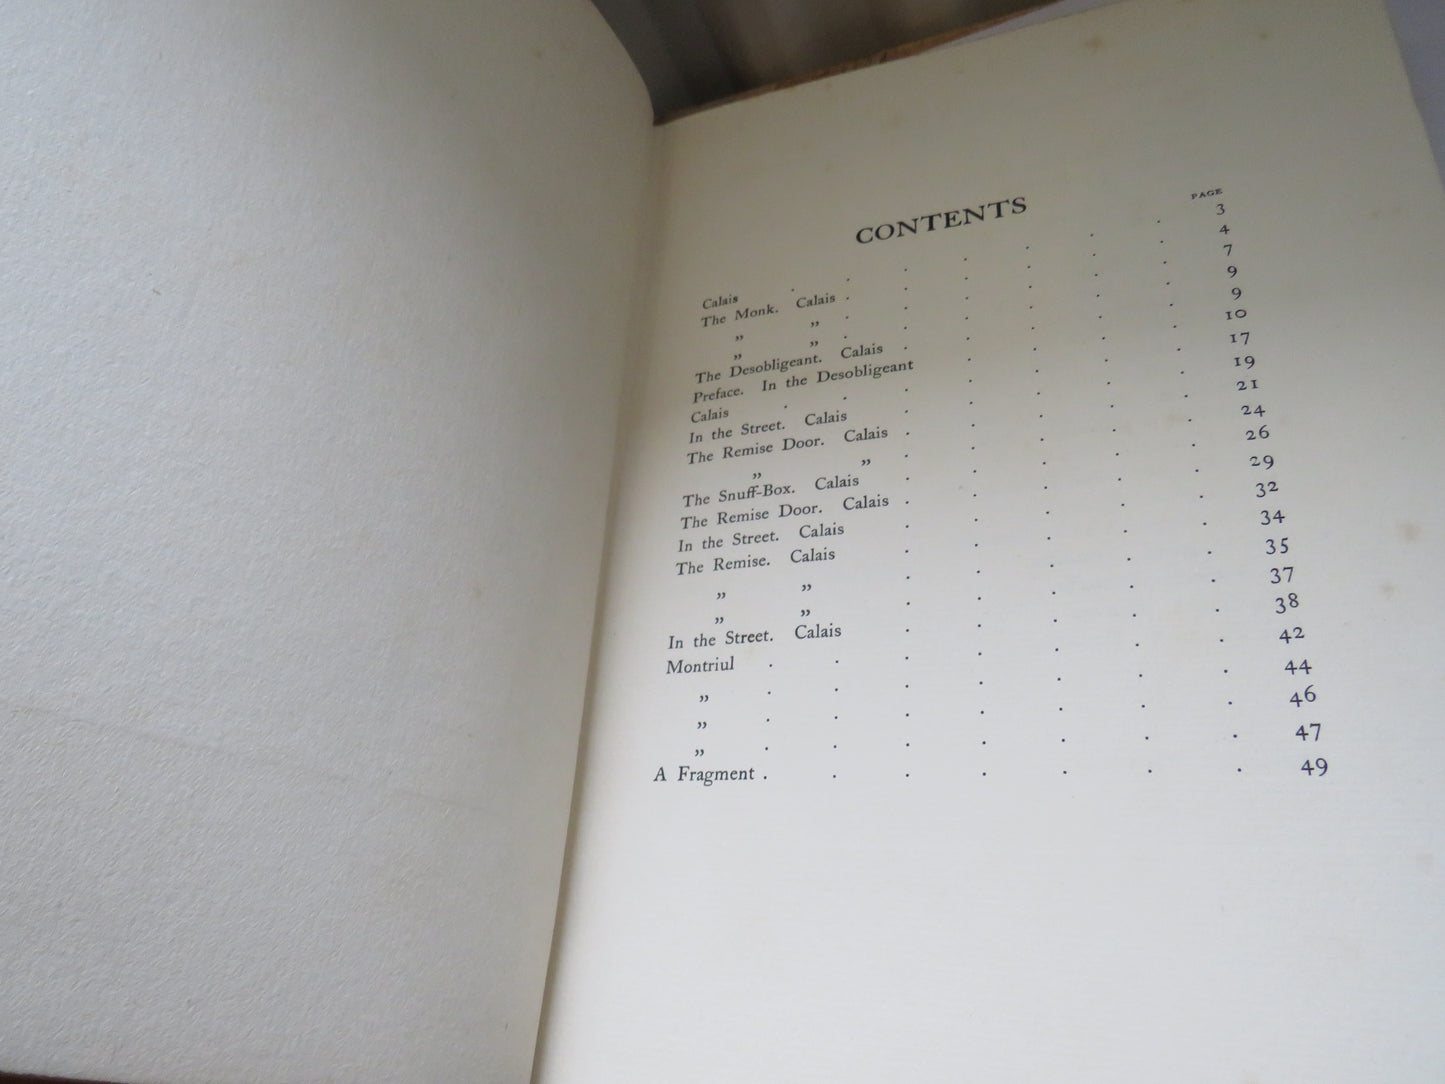 CONTENTS
PAGE
Calais . . . . . . . 3
The Monk. Calais . . . . . 4
„ „ . . . . . 7
„ „ . . . . . 9
The Desobligeant. Calais . . . . 9
Preface. In the Desobligeant . . . . 10
Calais . . . . . . . 17
In the Street. Calais . . . . . 19
The Remise Door. Calais . . . . . 21
„ „ . . . . . 24
The Snuff-Box. Calais . . . . . 26
The Remise Door. Calais . . . . . 29
In the Street. Calais . . . . . 32
The Remise. Calais . . . . . 34
„ „ . . . . . 35
„ „ . . . . . 37
In the Street. Calais . . . . . 38
Montriul . . . . . . . 42
„ . . . . . . . 44
„ . . . . . . . 46
„ . . . . . . . 47
A Fragment . . . . . . . 49